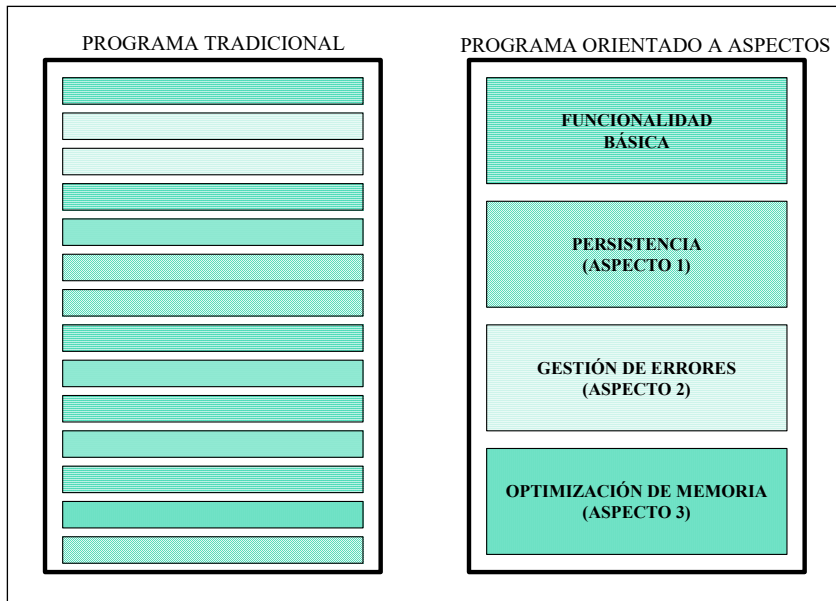 PROGRAMA TRADICIONAL
PROGRAMA ORIENTADO A ASPECTOS
FUNCIONALIDAD
BÁSICA
PERSISTENCIA
(ASPECTO 1)
GESTIÓN DE ERRORES
(ASPECTO 2)
OPTIMIZACIÓN DE MEMORIA
(ASPECTO 3)